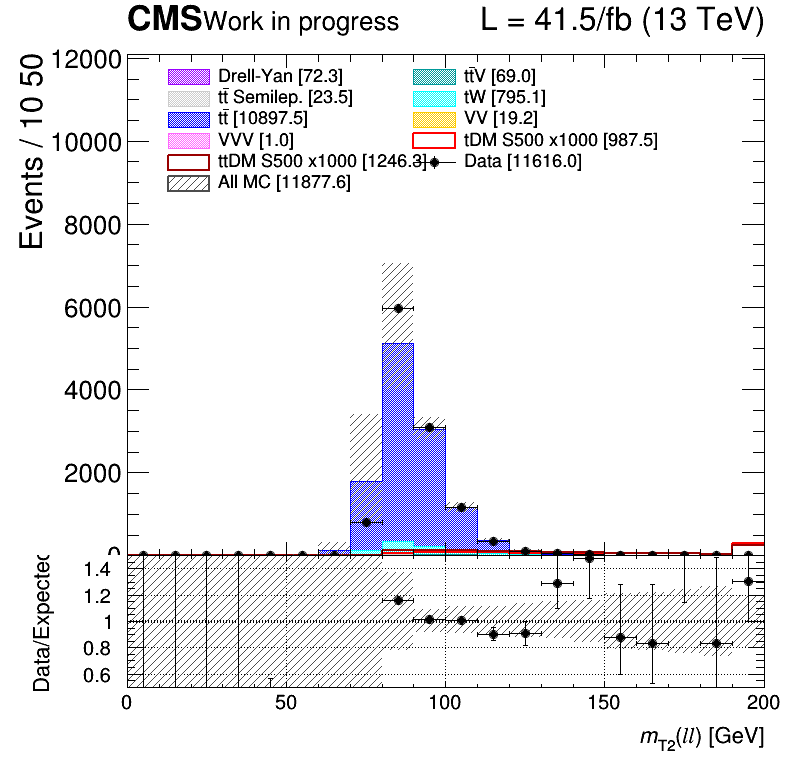 CMS Work in progress L = 41.5/fb (13 TeV)
Events / 10 50
12000
10000
8000
6000
4000
2000
0
Drell-Yan [72.3] tt̄V [69.0]
tt̄ Semilep. [23.5] tW [795.1]
tt̄ [10897.5] VV [19.2]
VVV [1.0] tDM S500 x1000 [987.5]
ttDM S500 x1000 [1246.3] Data [11616.0]
All MC [11877.6]
Data/Expected
1.4
1.2
1
0.8
0.6
0 50 100 150 200
mT2(ll) [GeV]